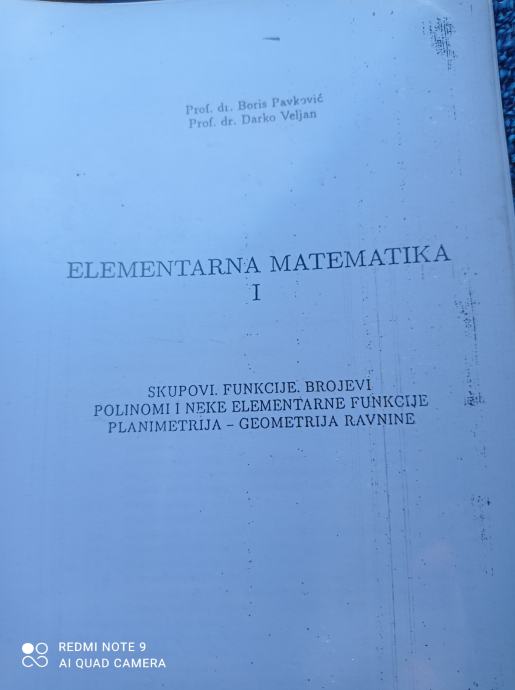 Prof. dr. Boris Pavković
Prof. dr. Darko Veljan
ELEMENTARNA MATEMATIKA
I
SKUPOVI. FUNKCIJE. BROJEVI
POLINOMI I NEKE ELEMENTARNE FUNKCIJE
PLANIMETRIJA – GEOMETRIJA RAVNINE
REDMI NOTE 9
AI QUAD CAMERA